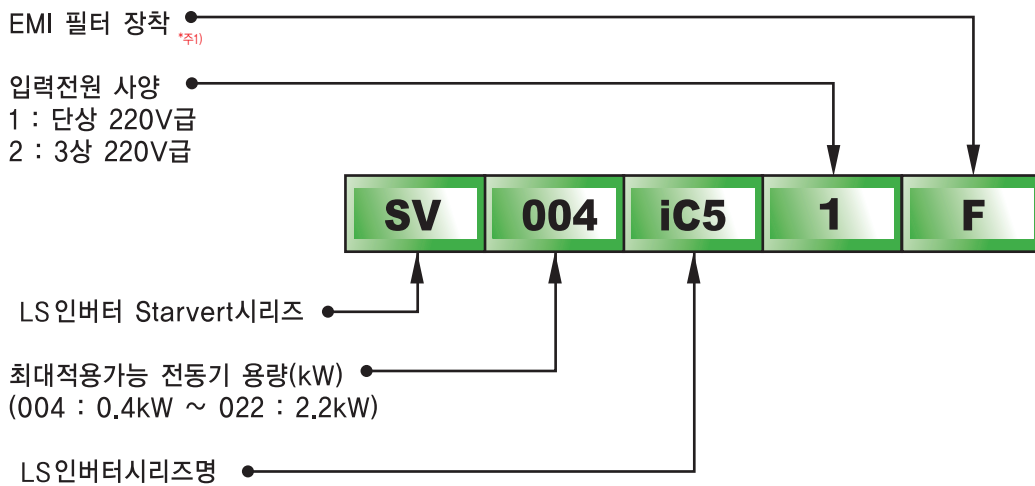 EMI 필터 장착 *주1)
입력전원 사양
1 : 단상 220V급
2 : 3상 220V급
SV 004 iC5 1 F
LS인버터 Starvert시리즈
최대적용가능 전동기 용량(kW)
(004 : 0.4kW ~ 022 : 2.2kW)
LS인버터시리즈명